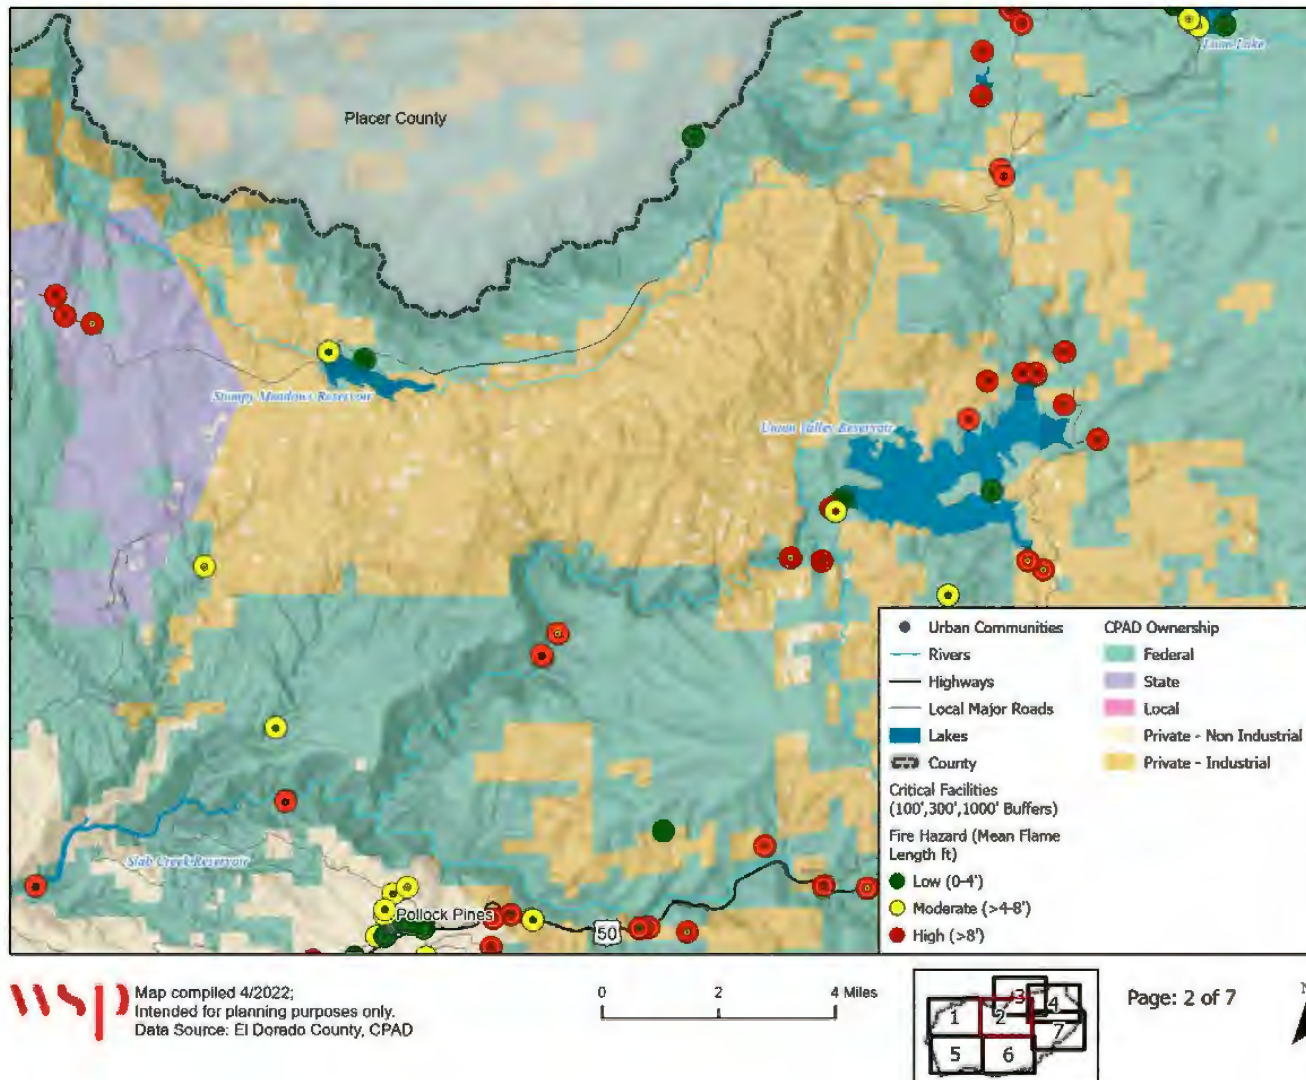 Loon Lake
Placer County
Stumpy Meadows Reservoir
Union Valley Reservoir
Slab Creek Reservoir
Pollock Pines
50
Urban Communities
Rivers
Highways
Local Major Roads
Lakes
County
Critical Facilities
(100',300',1000' Buffers)
Fire Hazard (Mean Flame
Length ft)
Low (0-4')
Moderate (>4-8')
High (>8')
CPAD Ownership
Federal
State
Local
Private - Non Industrial
Private - Industrial
wsp
Map compiled 4/2022;
Intended for planning purposes only.
Data Source: El Dorado County, CPAD
0 2 4 Miles
1 2 3 4
5 6 7
Page: 2 of 7
N